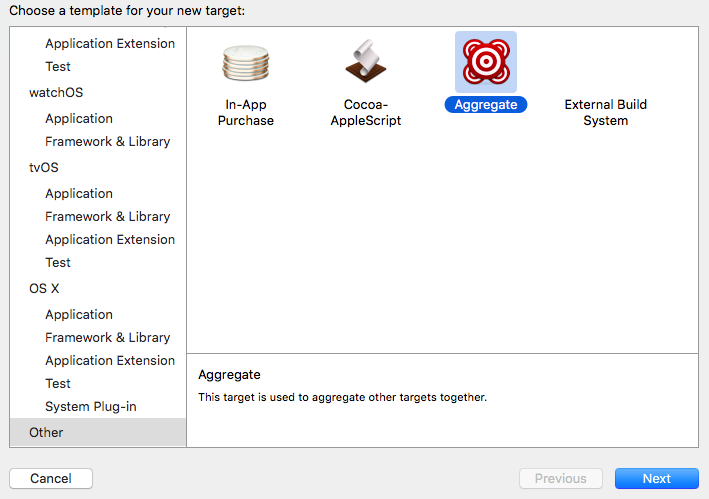 Choose a template for your new target:
Application Extension
Test
watchOS
Application
Framework & Library
tvOS
Application
Framework & Library
Application Extension
Test
OS X
Application
Framework & Library
Application Extension
Test
System Plug-in
Other
In-App
Purchase
Cocoa-
AppleScript
Aggregate
External Build
System
Aggregate
This target is used to aggregate other targets together.
Cancel
Previous
Next